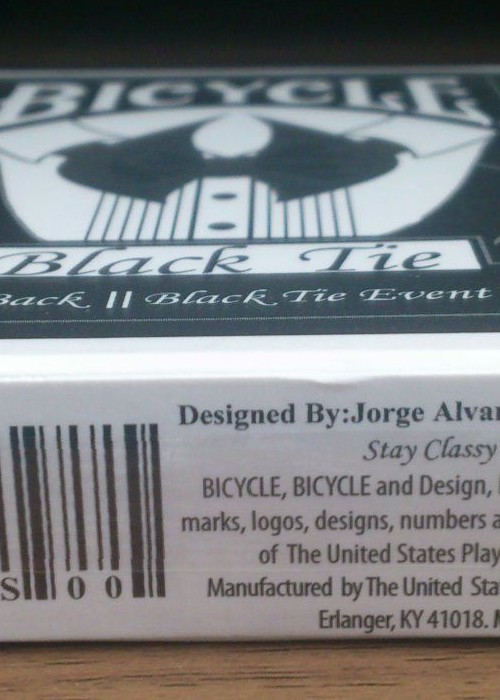 BICYCLE
Black Tie
Back || Black Tie Event
Designed By:Jorge Alvar
Stay Classy
BICYCLE, BICYCLE and Design,
marks, logos, designs, numbers a
of The United States Play
Manufactured by The United Sta
Erlanger, KY 41018. M
S 0 0